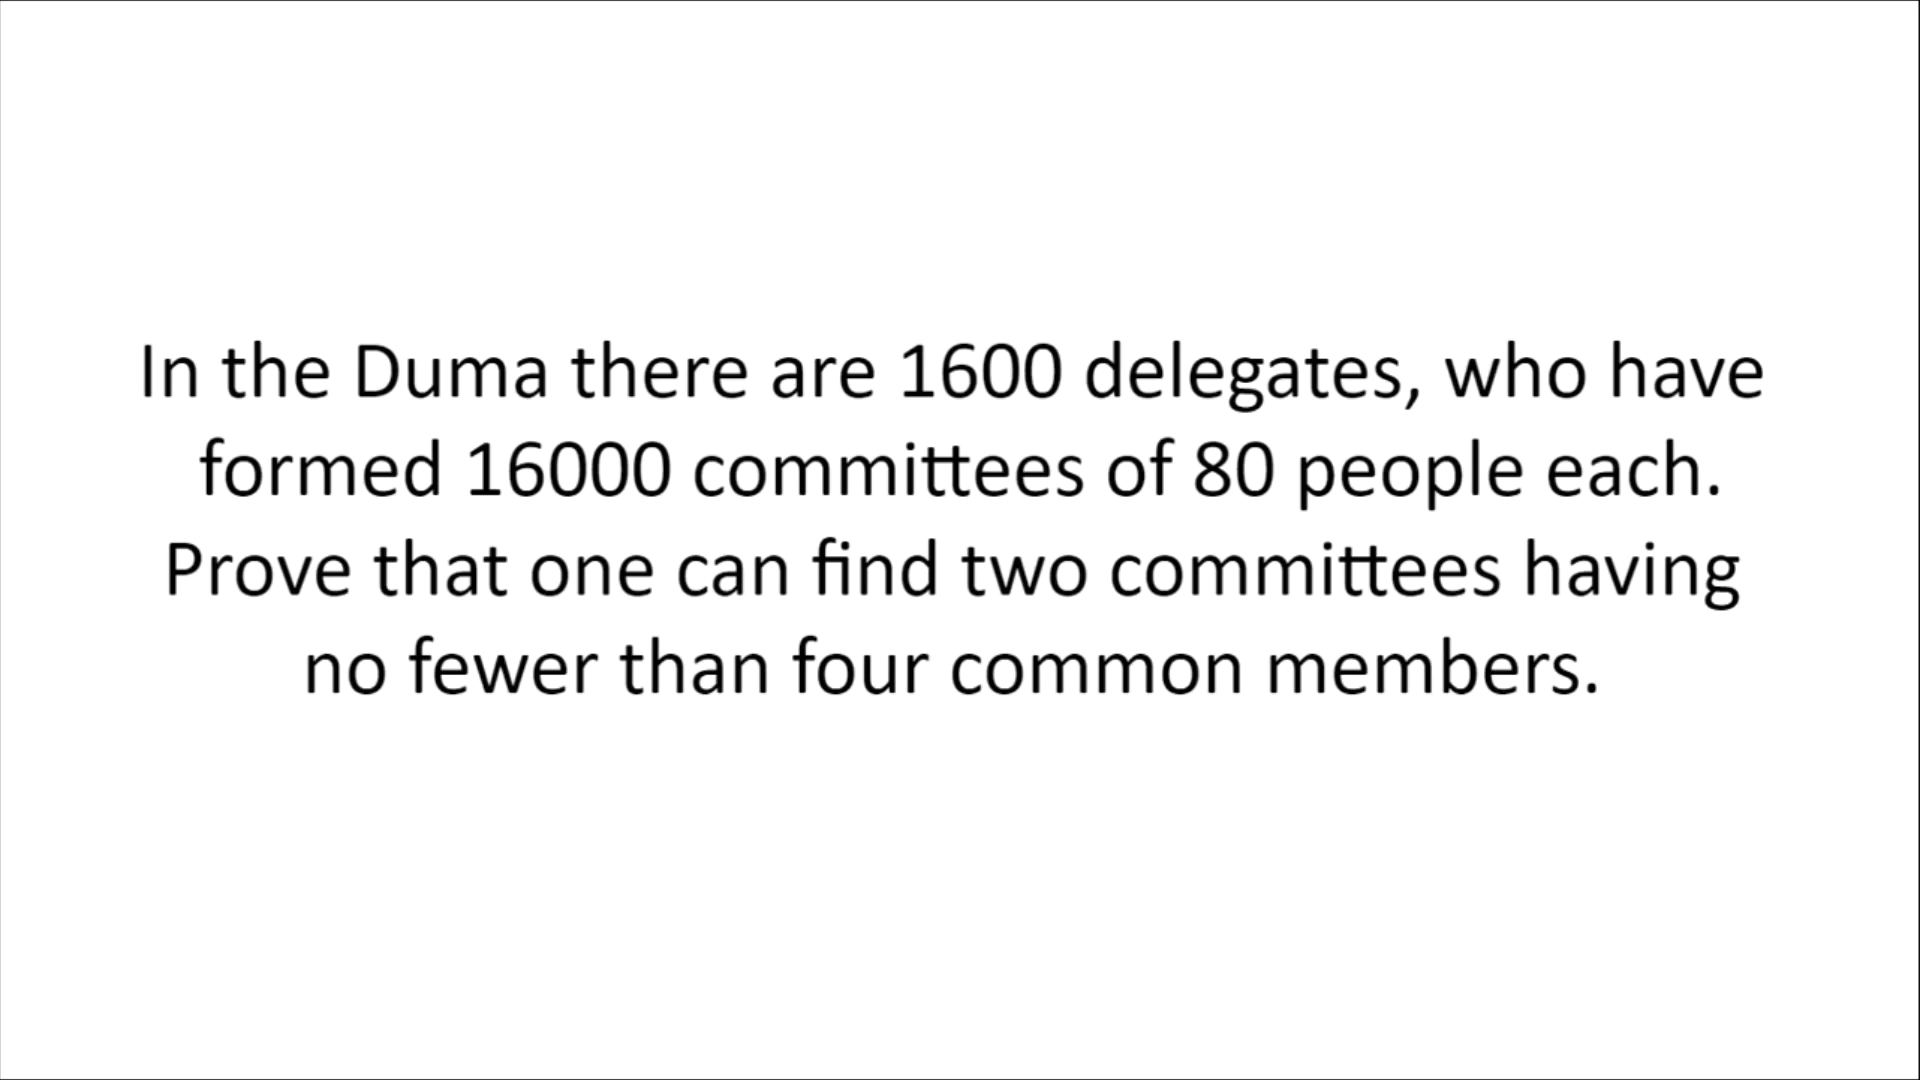 In the Duma there are 1600 delegates, who have
formed 16000 committees of 80 people each.
Prove that one can find two committees having
no fewer than four common members.